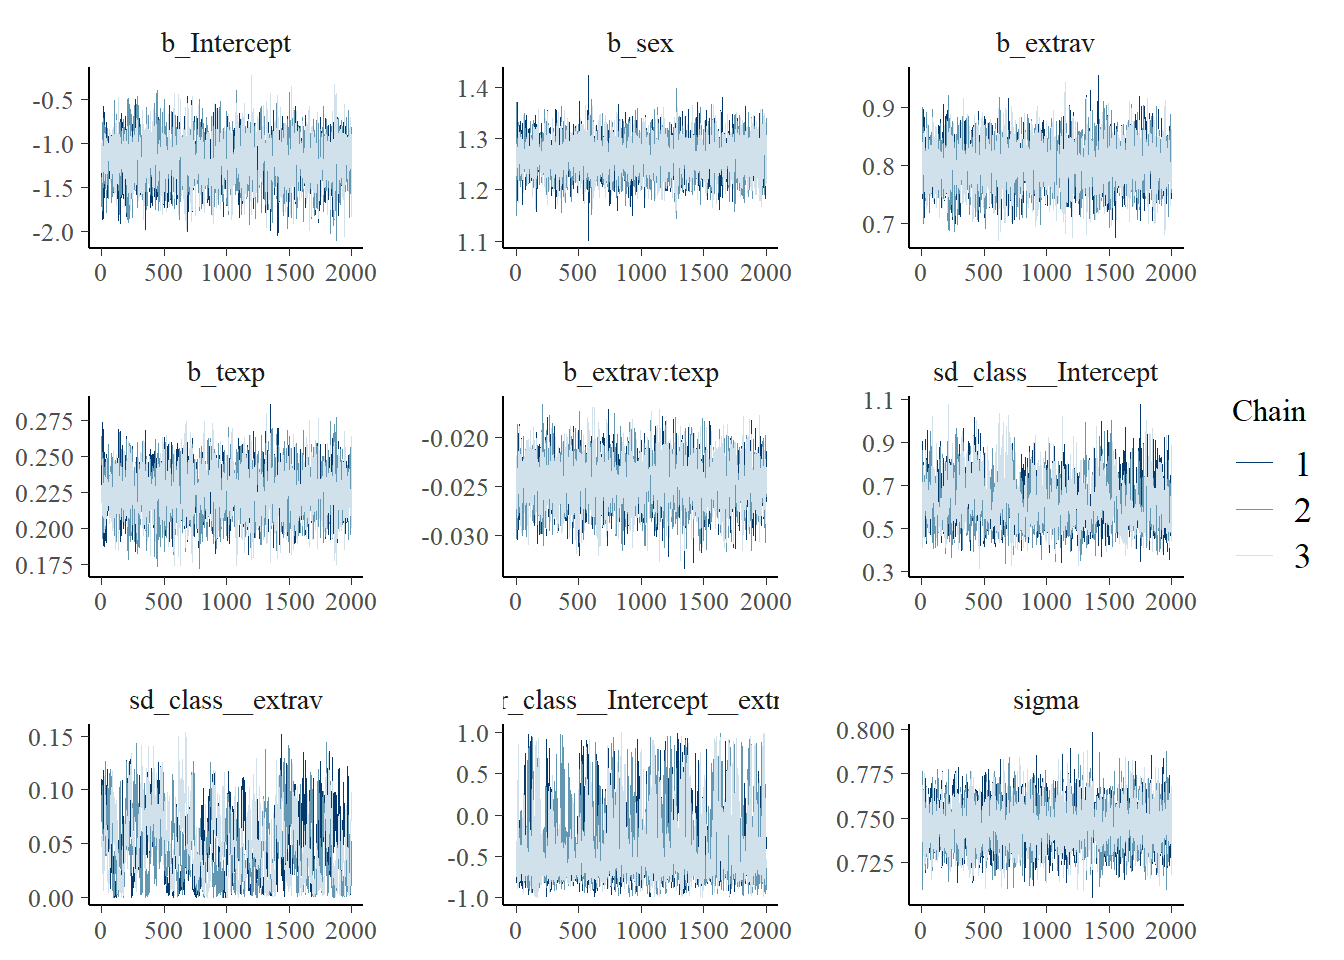 b_Intercept
-0.5
-1.0
-1.5
-2.0
0 500 1000 1500 2000
b_sex
1.4
1.3
1.2
1.1
0 500 1000 1500 2000
b_extrav
0.9
0.8
0.7
0 500 1000 1500 2000
b_texp
0.275
0.250
0.225
0.200
0.175
0 500 1000 1500 2000
b_extrav:texp
-0.020
-0.025
-0.030
0 500 1000 1500 2000
sd_class__Intercept
1.1
0.9
0.7
0.5
0.3
0 500 1000 1500 2000
sd_class__extrav
0.15
0.10
0.05
0.00
0 500 1000 1500 2000
r_class__Intercept__extr
1.0
0.5
0.0
-0.5
-1.0
0 500 1000 1500 2000
sigma
0.800
0.775
0.750
0.725
0 500 1000 1500 2000
Chain
1
2
3